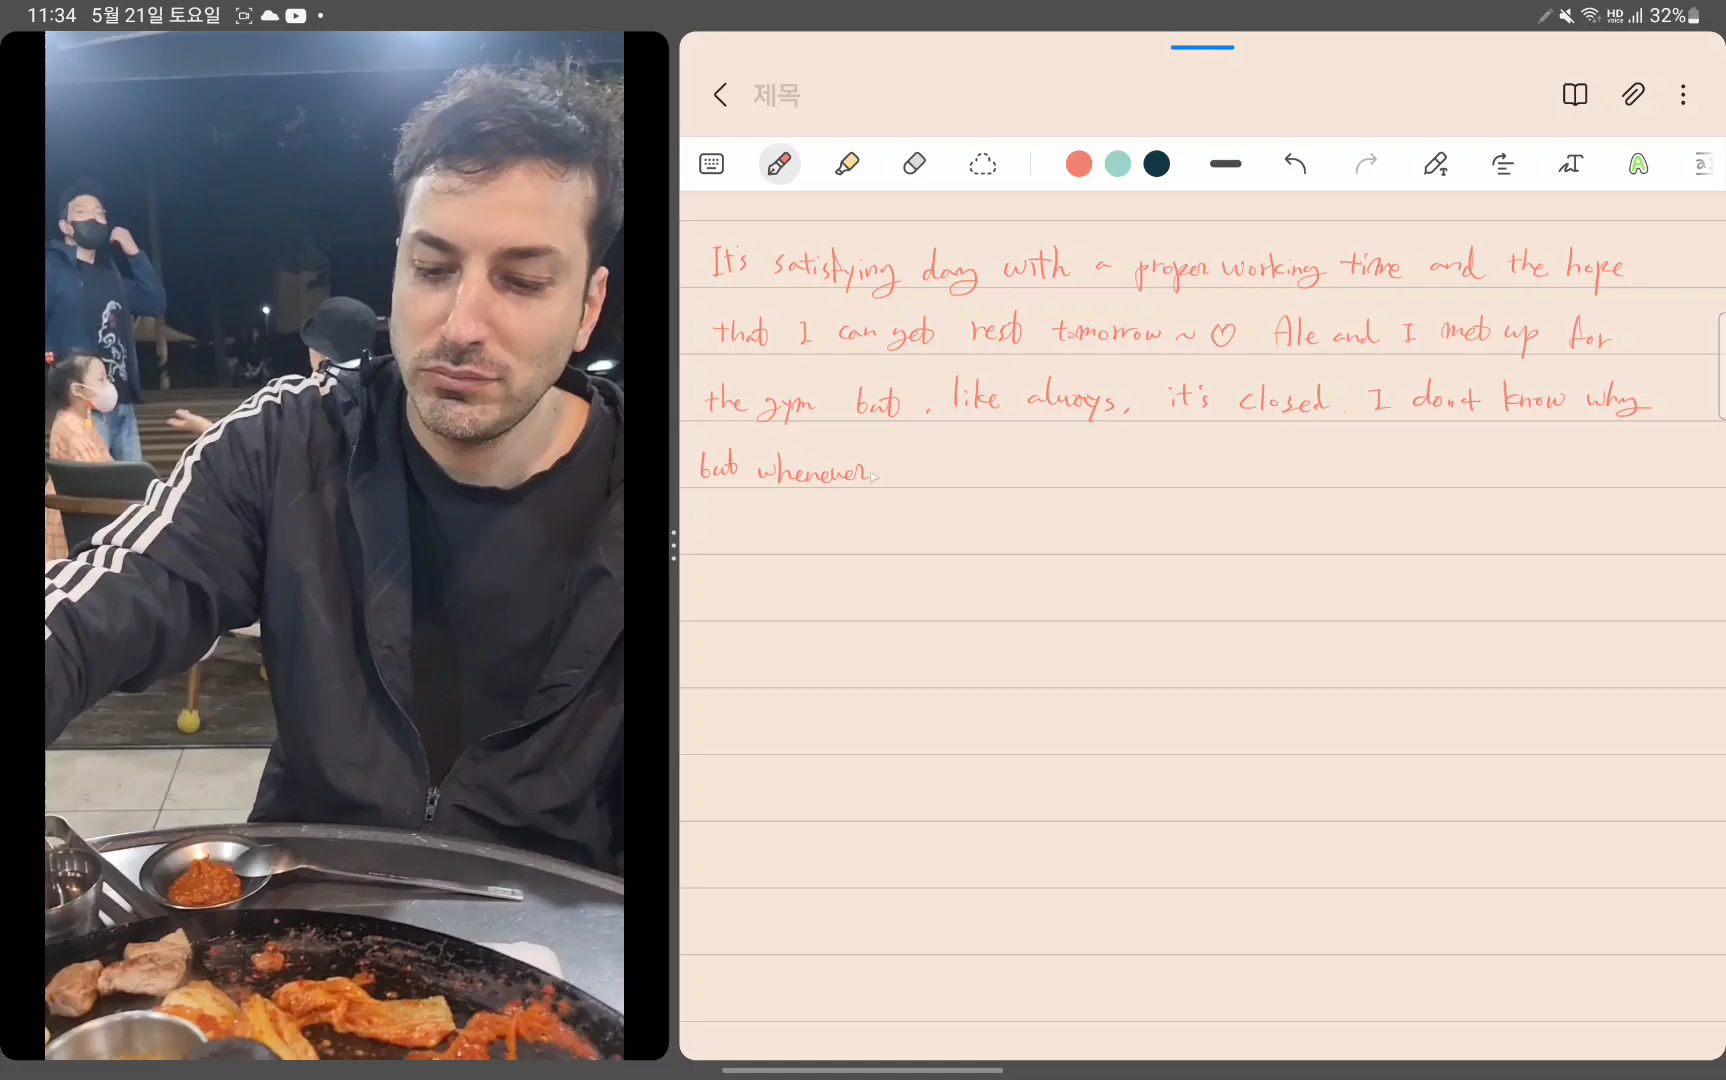 11:34 5월 21일 토요일 HD voice 32%
제목
It's satisfying day with a proper working time and the hope
that I can get rest tomorrow ~ ♡ Ale and I met up for
the gym but, like always, it's closed. I don't know why
but whenever